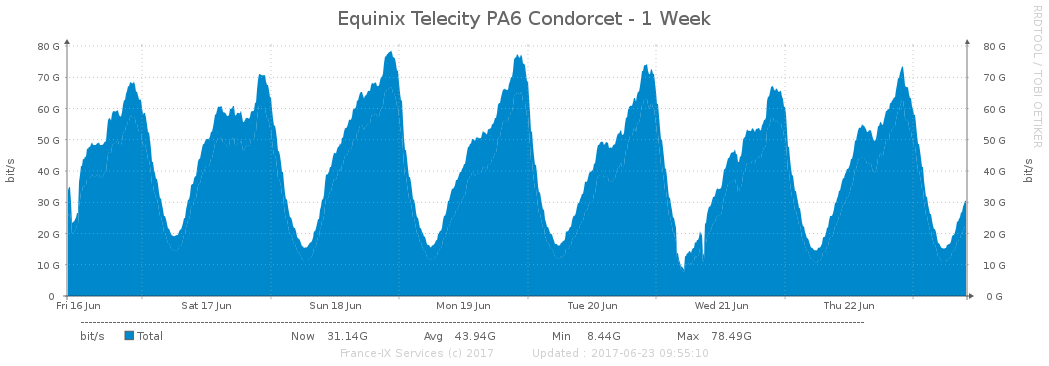 Equinix Telecity PA6 Condorcet - 1 Week
RRDTOOL / TOBI OETIKER
bit/s
bit/s
80 G 80 G
70 G 70 G
60 G 60 G
50 G 50 G
40 G 40 G
30 G 30 G
20 G 20 G
10 G 10 G
0 0 G
Fri 16 Jun Sat 17 Jun Sun 18 Jun Mon 19 Jun Tue 20 Jun Wed 21 Jun Thu 22 Jun
bit/s Total Now 31.14G Avg 43.94G Min 8.44G Max 78.49G
France-IX Services (c) 2017 Updated : 2017-06-23 09:55:10